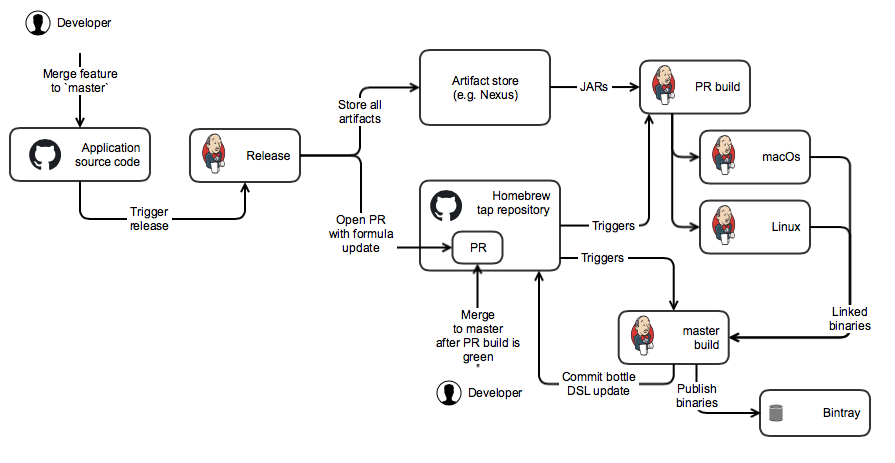 Developer
Merge feature
to `master`
Application
source code
Trigger
release
Release
Store all
artifacts
Open PR
with formula
update
Artifact store
(e.g. Nexus)
JARs
PR build
macOs
Linux
Homebrew
tap repository
PR
Triggers
Triggers
Merge
to master
after PR build is
green
Developer
master
build
Linked
binaries
Commit bottle
DSL update
Publish
binaries
Bintray